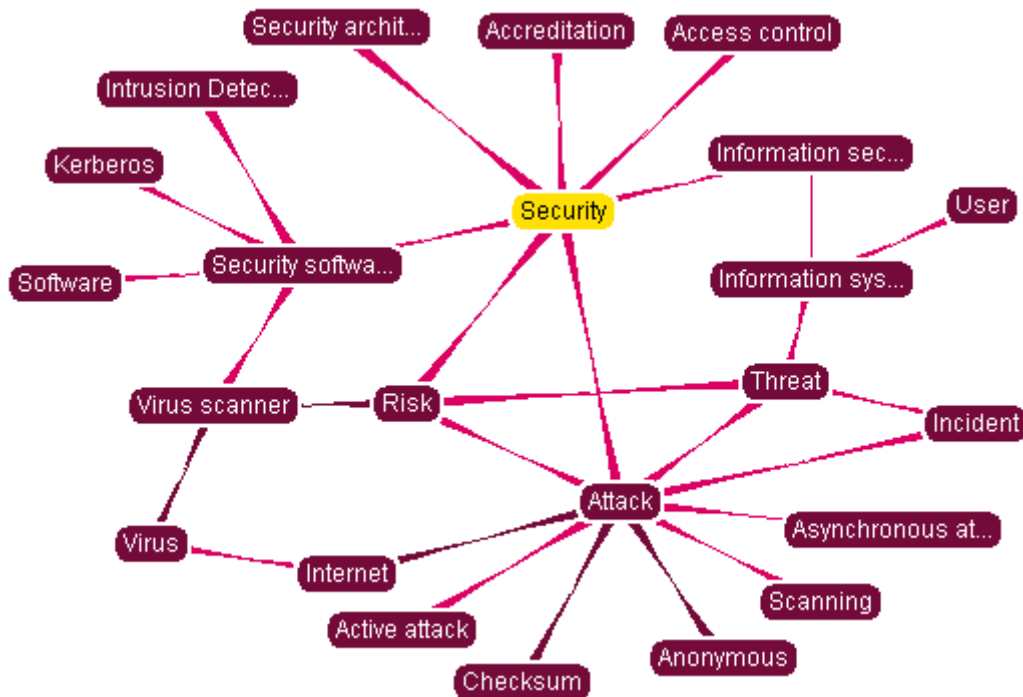 Security archit...
Accreditation
Access control
Intrusion Detec...
Kerberos
Information sec...
Security
User
Software
Security softwa...
Information sys...
Virus scanner
Risk
Threat
Incident
Attack
Virus
Internet
Asynchronous at...
Scanning
Active attack
Anonymous
Checksum